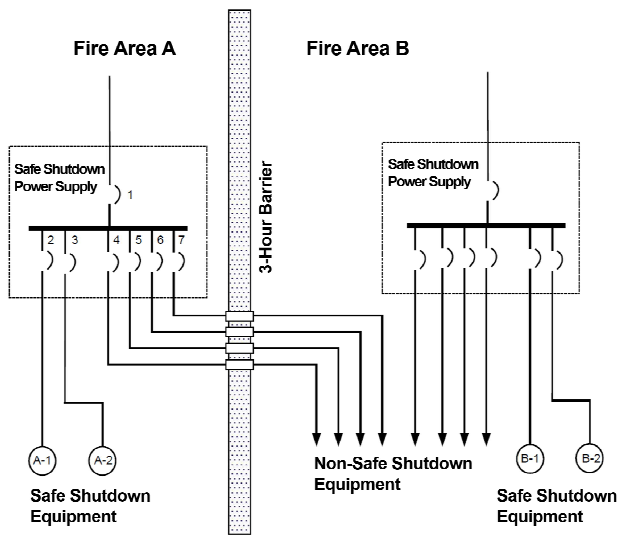 Fire Area A
Fire Area B
Safe Shutdown
Power Supply
1
2 3 4 5 6 7
3-Hour Barrier
Safe Shutdown
Power Supply
A-1
A-2
Safe Shutdown
Equipment
Non-Safe Shutdown
Equipment
B-1
B-2
Safe Shutdown
Equipment